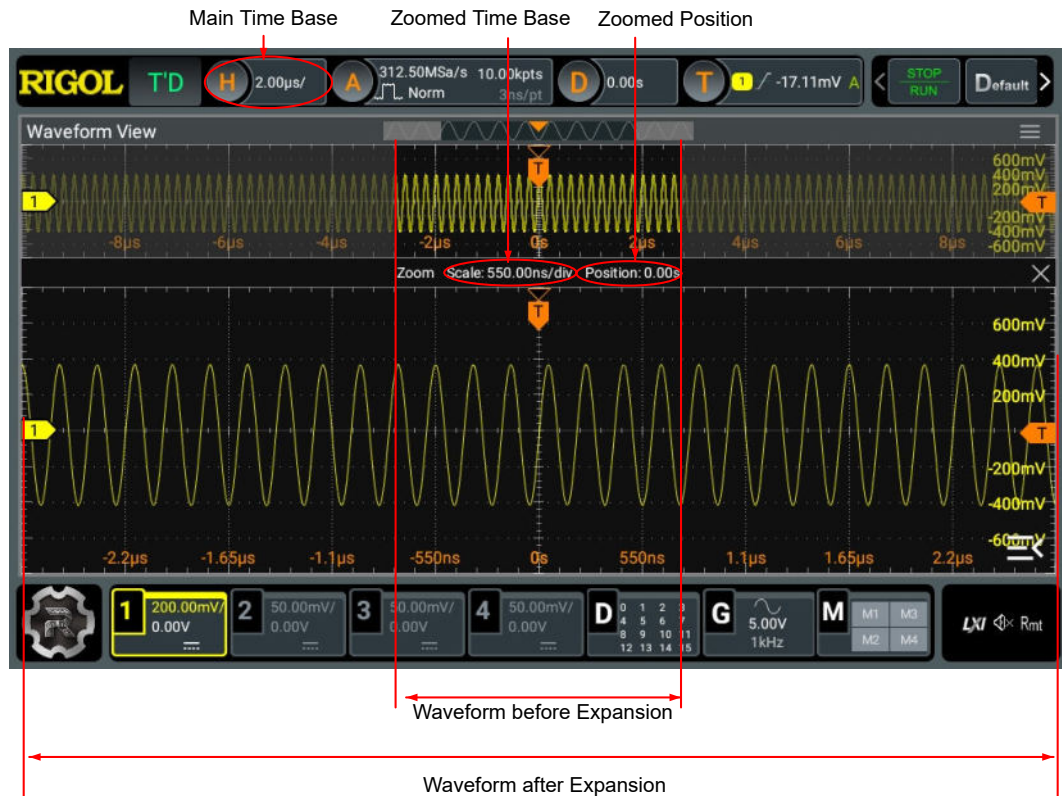 Main Time Base Zoomed Time Base Zoomed Position
RIGOL T'D H 2.00µs/ A 312.50MSa/s 10.00kpts D 0.00s T 1 -17.11mV A < STOP Default >
Norm 3ns/pt RUN
Waveform View
T
600mV
400mV
200mV
1 T
-200mV
-400mV
-8µs -6µs -4µs -2µs 0s 2µs 4µs 6µs 8µs -600mV
Zoom Scale: 550.00ns/div Position: 0.00s
T
600mV
400mV
200mV
1 T
-200mV
-400mV
-2.2µs -1.65µs -1.1µs -550ns 0s 550ns 1.1µs 1.65µs 2.2µs
1 200.00mV/ 2 50.00mV/ 3 50.00mV/ 4 50.00mV/ D 0 1 2 3 G M M1 M3
0.00V 0.00V 0.00V 0.00V 4 5 6 7 5.00V LXI Rmt
8 9 10 11 1kHz M2 M4
12 13 14 15
R
Waveform before Expansion
Waveform after Expansion